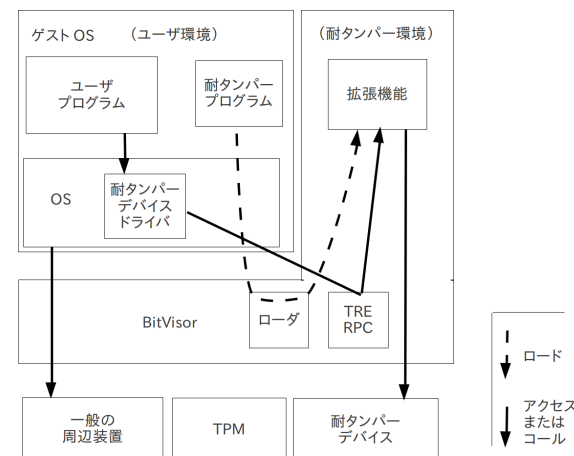 ゲスト OS （ユーザ環境）
（耐タンパー環境）
ユーザ
プログラム
耐タンパー
プログラム
拡張機能
OS
耐タンパー
デバイス
ドライバ
BitVisor
ローダ
TRE
RPC
ロード
アクセス
または
コール
一般の
周辺装置
TPM
耐タンパー
デバイス